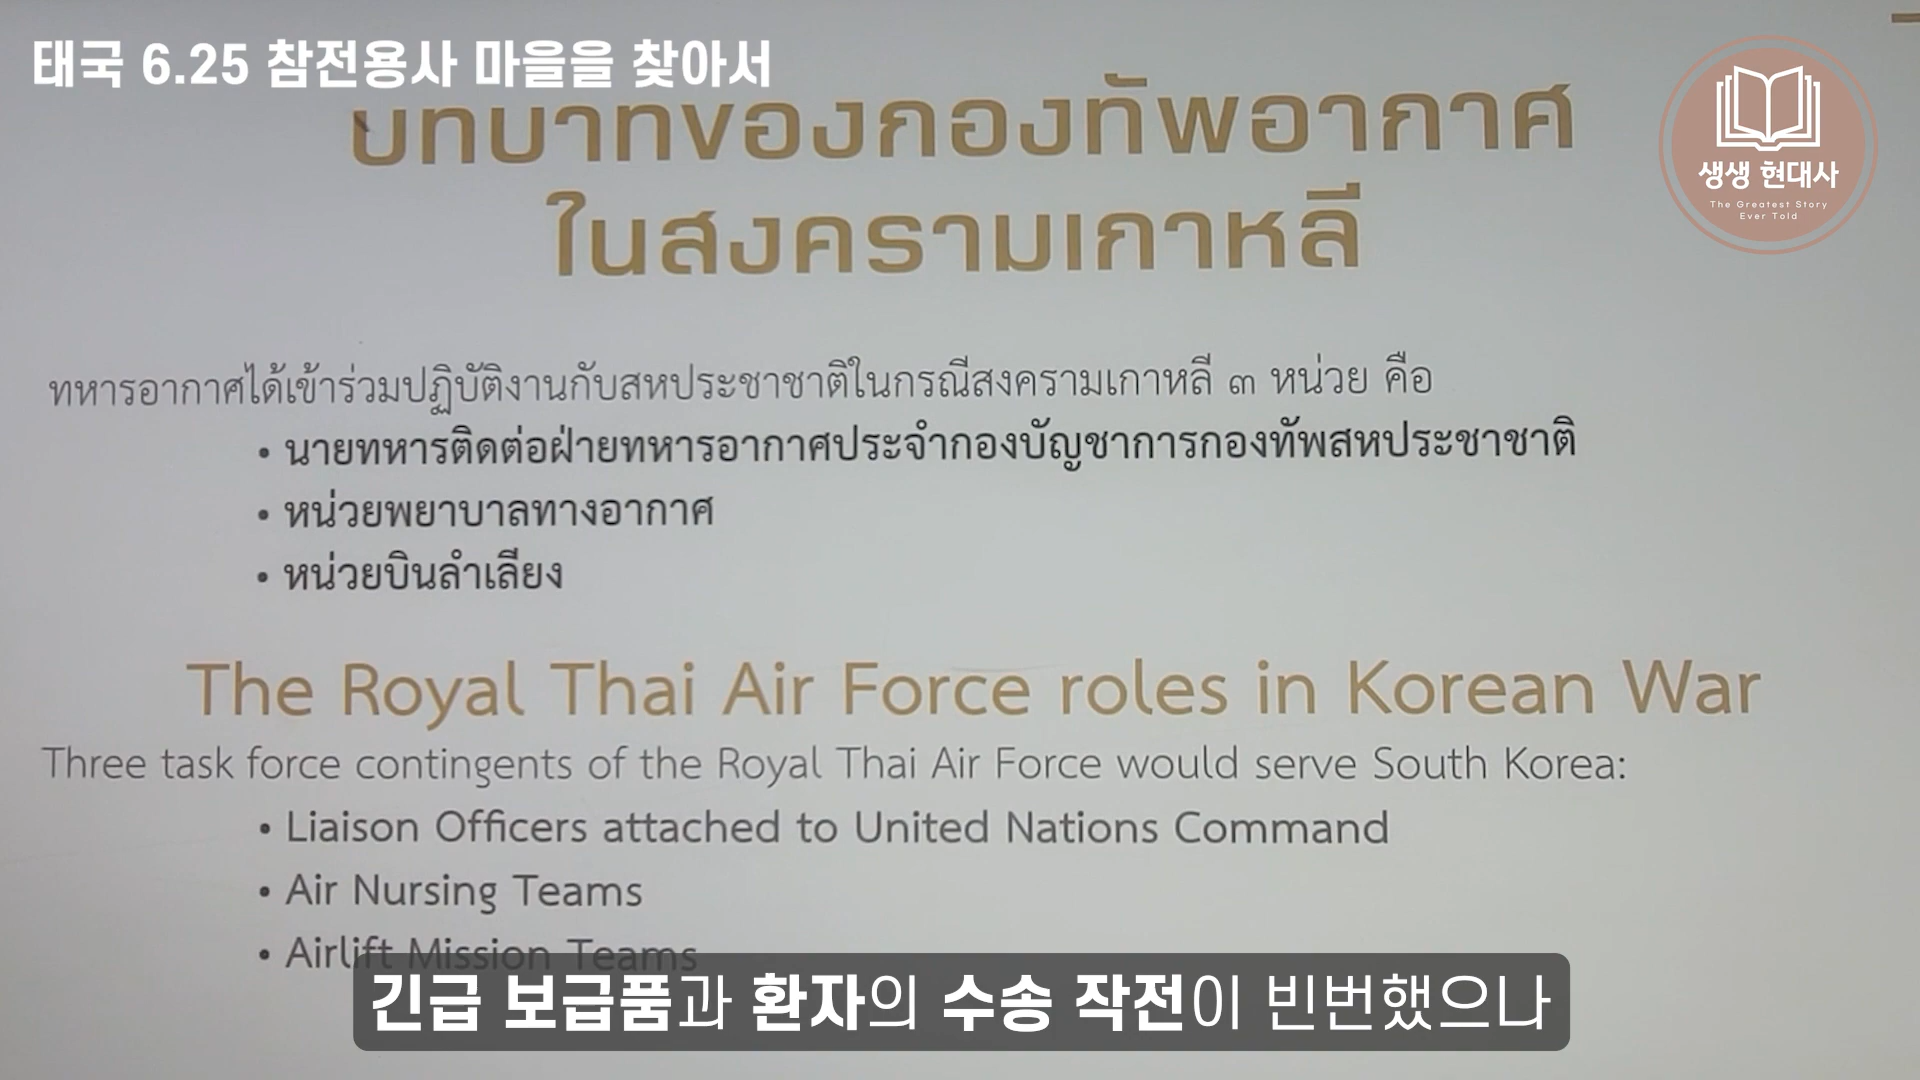 태국 6.25 참전용사 마을을 찾아서
생생 현대사
The Greatest Story
Ever Told
บทบาทของกองทัพอากาศ
ในสงครามเกาหลี
ทหารอากาศได้เข้าร่วมปฏิบัติงานกับสหประชาชาติในกรณีสงครามเกาหลี ๓ หน่วย คือ
• นายทหารติดต่อฝ่ายทหารอากาศประจำกองบัญชาการกองทัพสหประชาชาติ
• หน่วยพยาบาลทางอากาศ
• หน่วยบินลำเลียง
The Royal Thai Air Force roles in Korean War
Three task force contingents of the Royal Thai Air Force would serve South Korea:
• Liaison Officers attached to United Nations Command
• Air Nursing Teams
• Airlift Mission Teams
긴급 보급품과 환자의 수송 작전이 빈번했으나